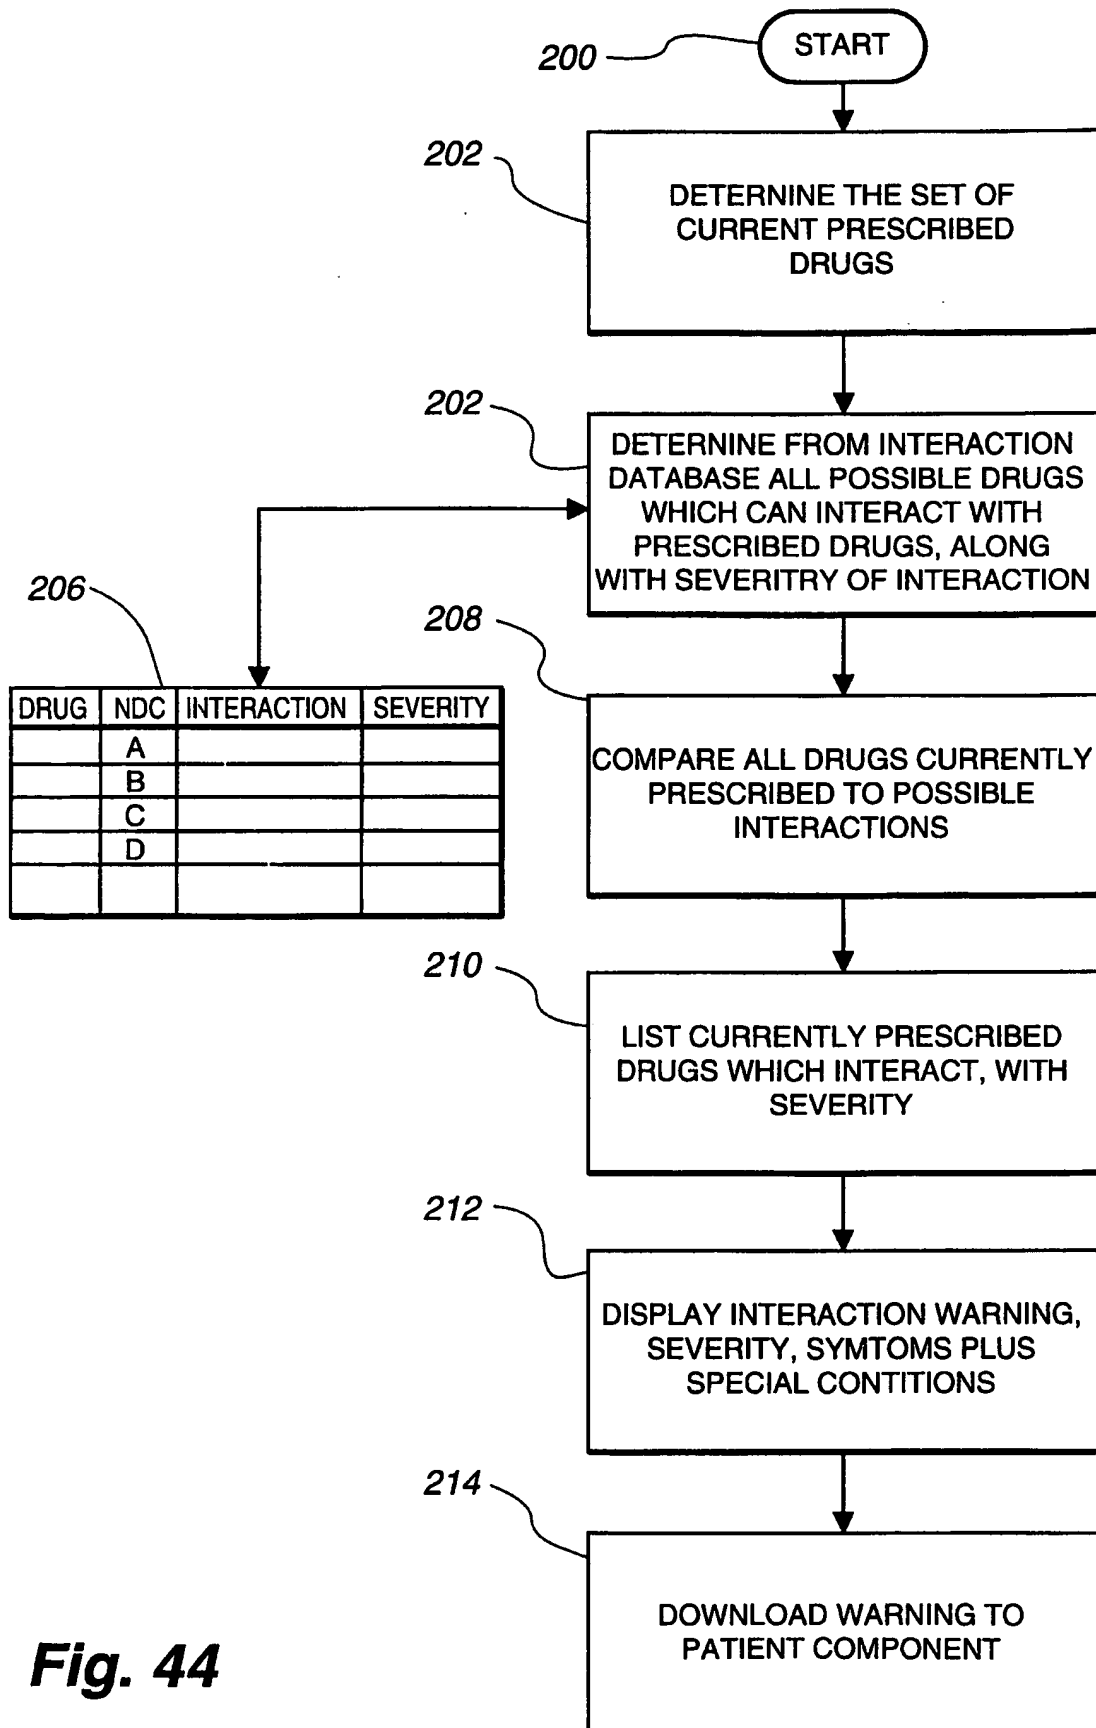 200
START
202
DETERNINE THE SET OF
CURRENT PRESCRIBED
DRUGS
202
DETERNINE FROM INTERACTION
DATABASE ALL POSSIBLE DRUGS
WHICH CAN INTERACT WITH
PRESCRIBED DRUGS, ALONG
WITH SEVERITRY OF INTERACTION
206
DRUG NDC INTERACTION SEVERITY
A
B
C
D
208
COMPARE ALL DRUGS CURRENTLY
PRESCRIBED TO POSSIBLE
INTERACTIONS
210
LIST CURRENTLY PRESCRIBED
DRUGS WHICH INTERACT, WITH
SEVERITY
212
DISPLAY INTERACTION WARNING,
SEVERITY, SYMTOMS PLUS
SPECIAL CONTITIONS
214
DOWNLOAD WARNING TO
PATIENT COMPONENT
Fig. 44